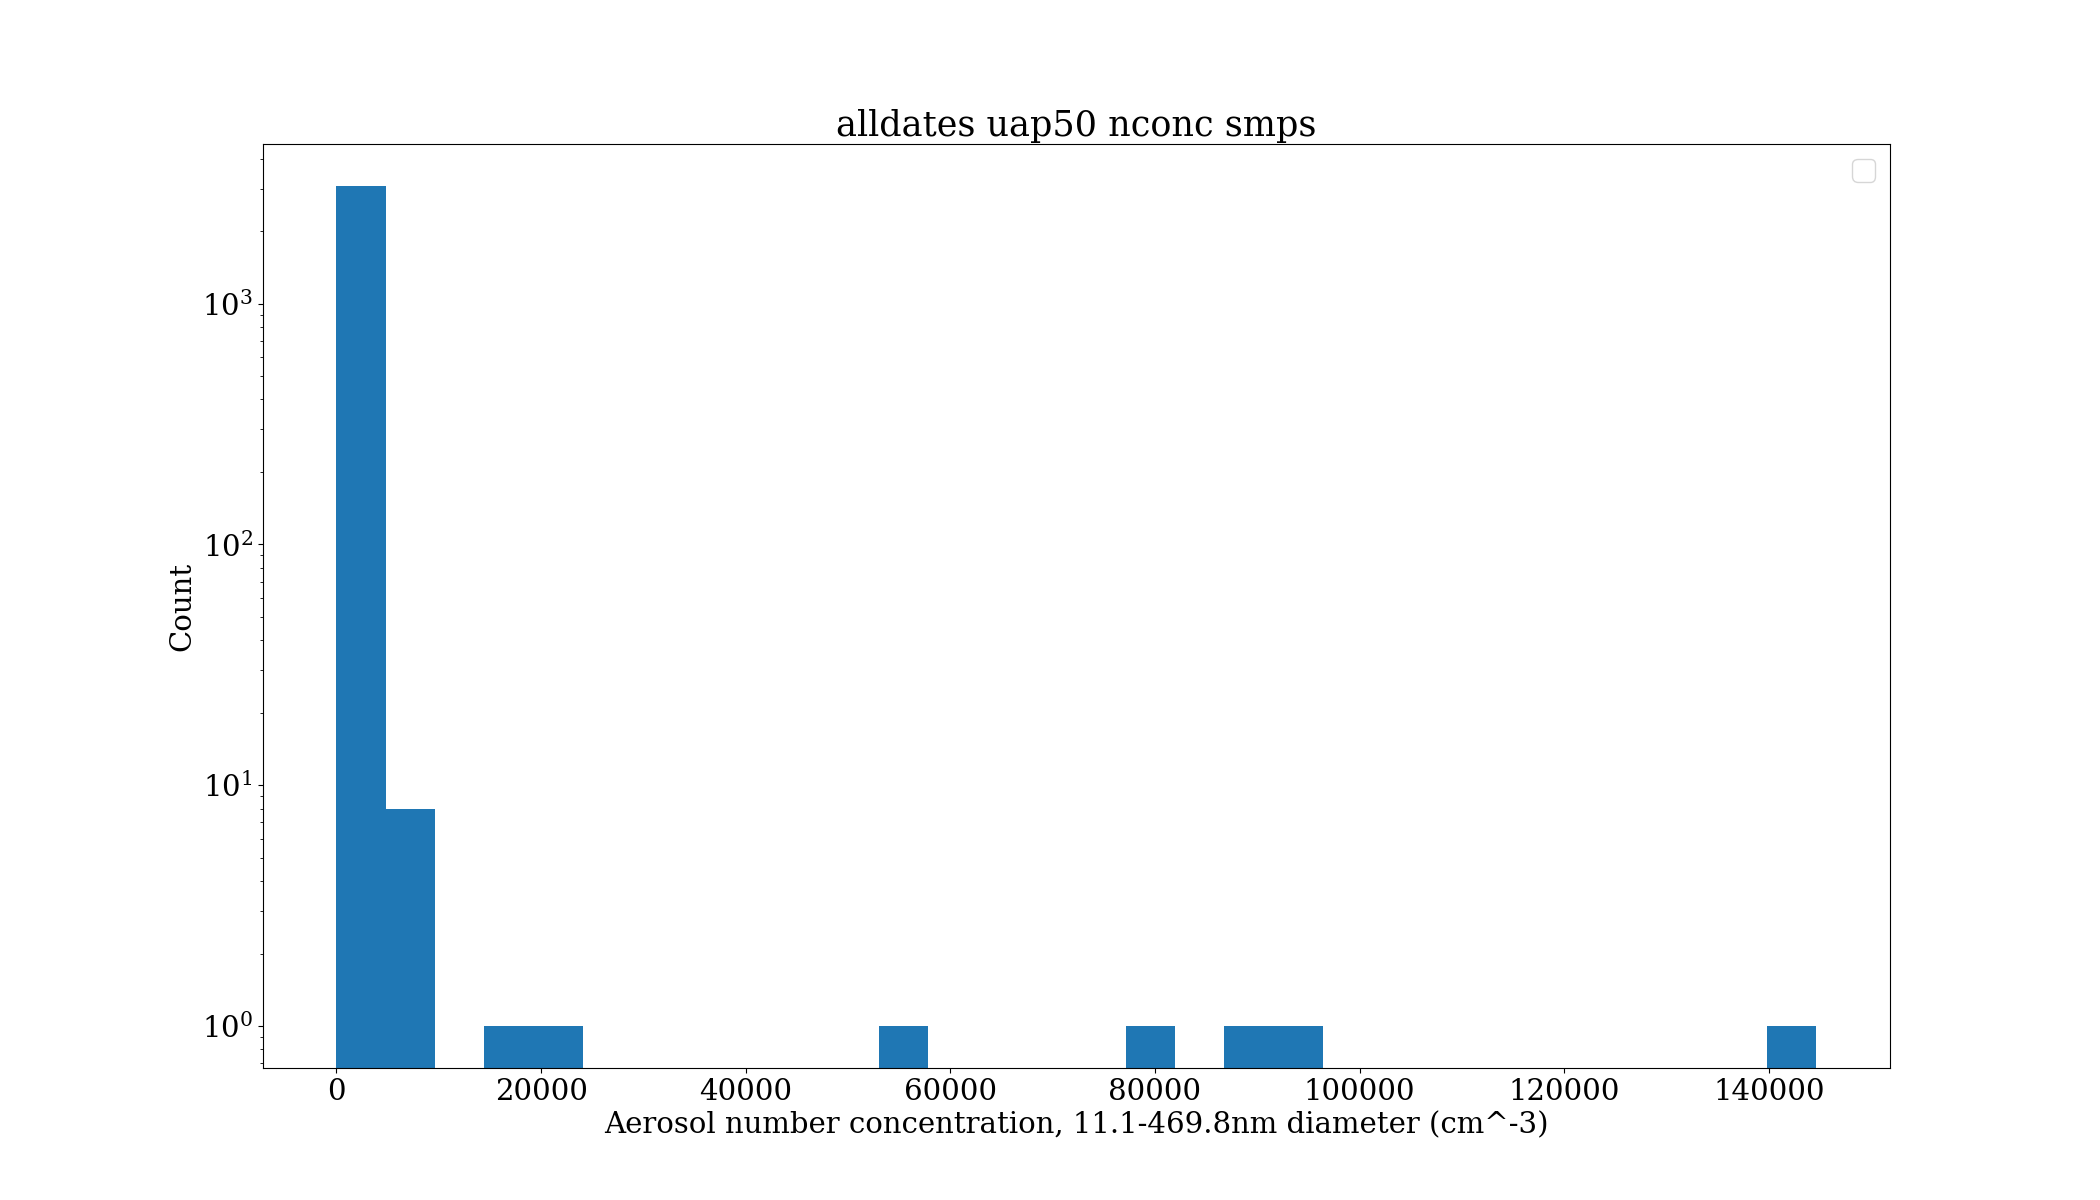 alldates uap50 nconc smps
10^3
10^2
10^1
10^0
Count
0 20000 40000 60000 80000 100000 120000 140000
Aerosol number concentration, 11.1-469.8nm diameter (cm^-3)